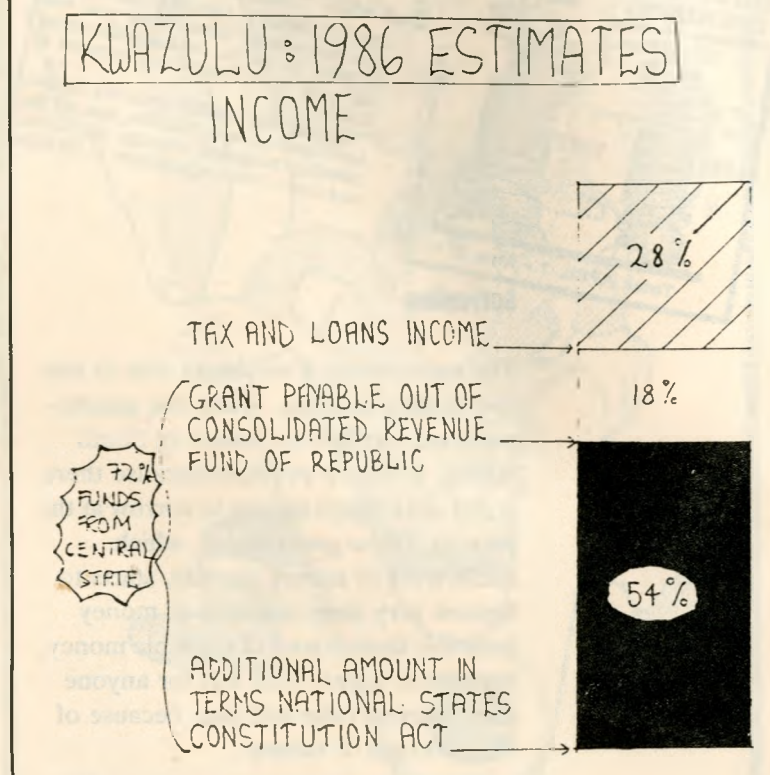 KWAZULU: 1986 ESTIMATES
INCOME
28%
TAX AND LOANS INCOME
18%
GRANT PAYABLE OUT OF
CONSOLIDATED REVENUE
FUND OF REPUBLIC
72%
FUNDS
FROM
CENTRAL
STATE
54%
ADDITIONAL AMOUNT IN
TERMS NATIONAL STATES
CONSTITUTION ACT